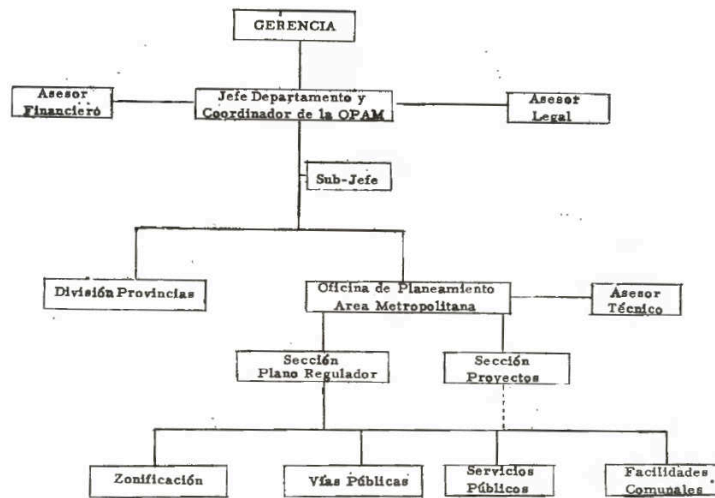 GERENCIA
Asesor
Financiero
Jefe Departamento y
Coordinador de la OPAM
Asesor
Legal
Sub-Jefe
División Provincias
Oficina de Planeamiento
Area Metropolitana
Asesor
Técnico
Sección
Plano Regulador
Sección
Proyectos
Zonificación
Vías Públicas
Servicios
Públicos
Facilidades
Comunales